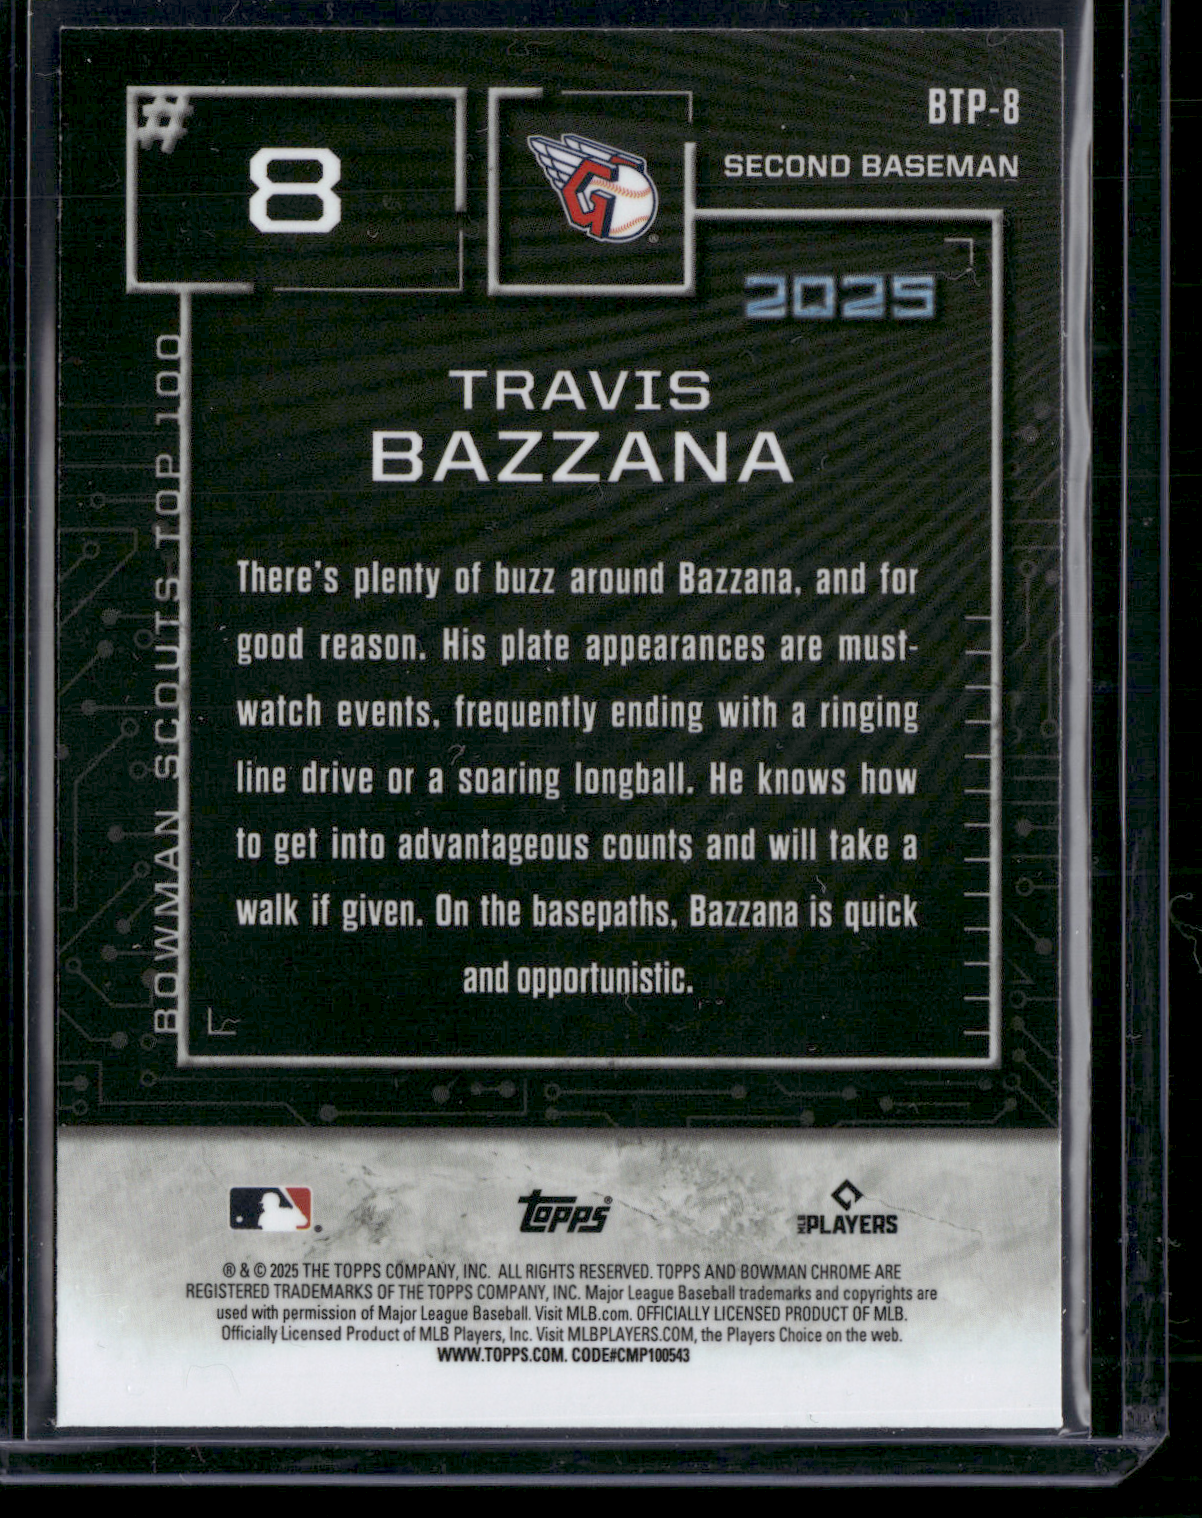 #
8
G
BTP-8
SECOND BASEMAN
2025
BOWMAN SCOUTS TOP 100
TRAVIS
BAZZANA
There's plenty of buzz around Bazzana, and for
good reason. His plate appearances are must-
watch events, frequently ending with a ringing
line drive or a soaring longball. He knows how
to get into advantageous counts and will take a
walk if given. On the basepaths, Bazzana is quick
and opportunistic.
Topps®
MLB PLAYERS
® & © 2025 THE TOPPS COMPANY, INC. ALL RIGHTS RESERVED. TOPPS AND BOWMAN CHROME ARE
REGISTERED TRADEMARKS OF THE TOPPS COMPANY, INC. Major League Baseball trademarks and copyrights are
used with permission of Major League Baseball. Visit MLB.com. OFFICIALLY LICENSED PRODUCT OF MLB.
Officially Licensed Product of MLB Players, Inc. Visit MLBPLAYERS.COM, the Players Choice on the web.
WWW.TOPPS.COM. CODE#CMP100543